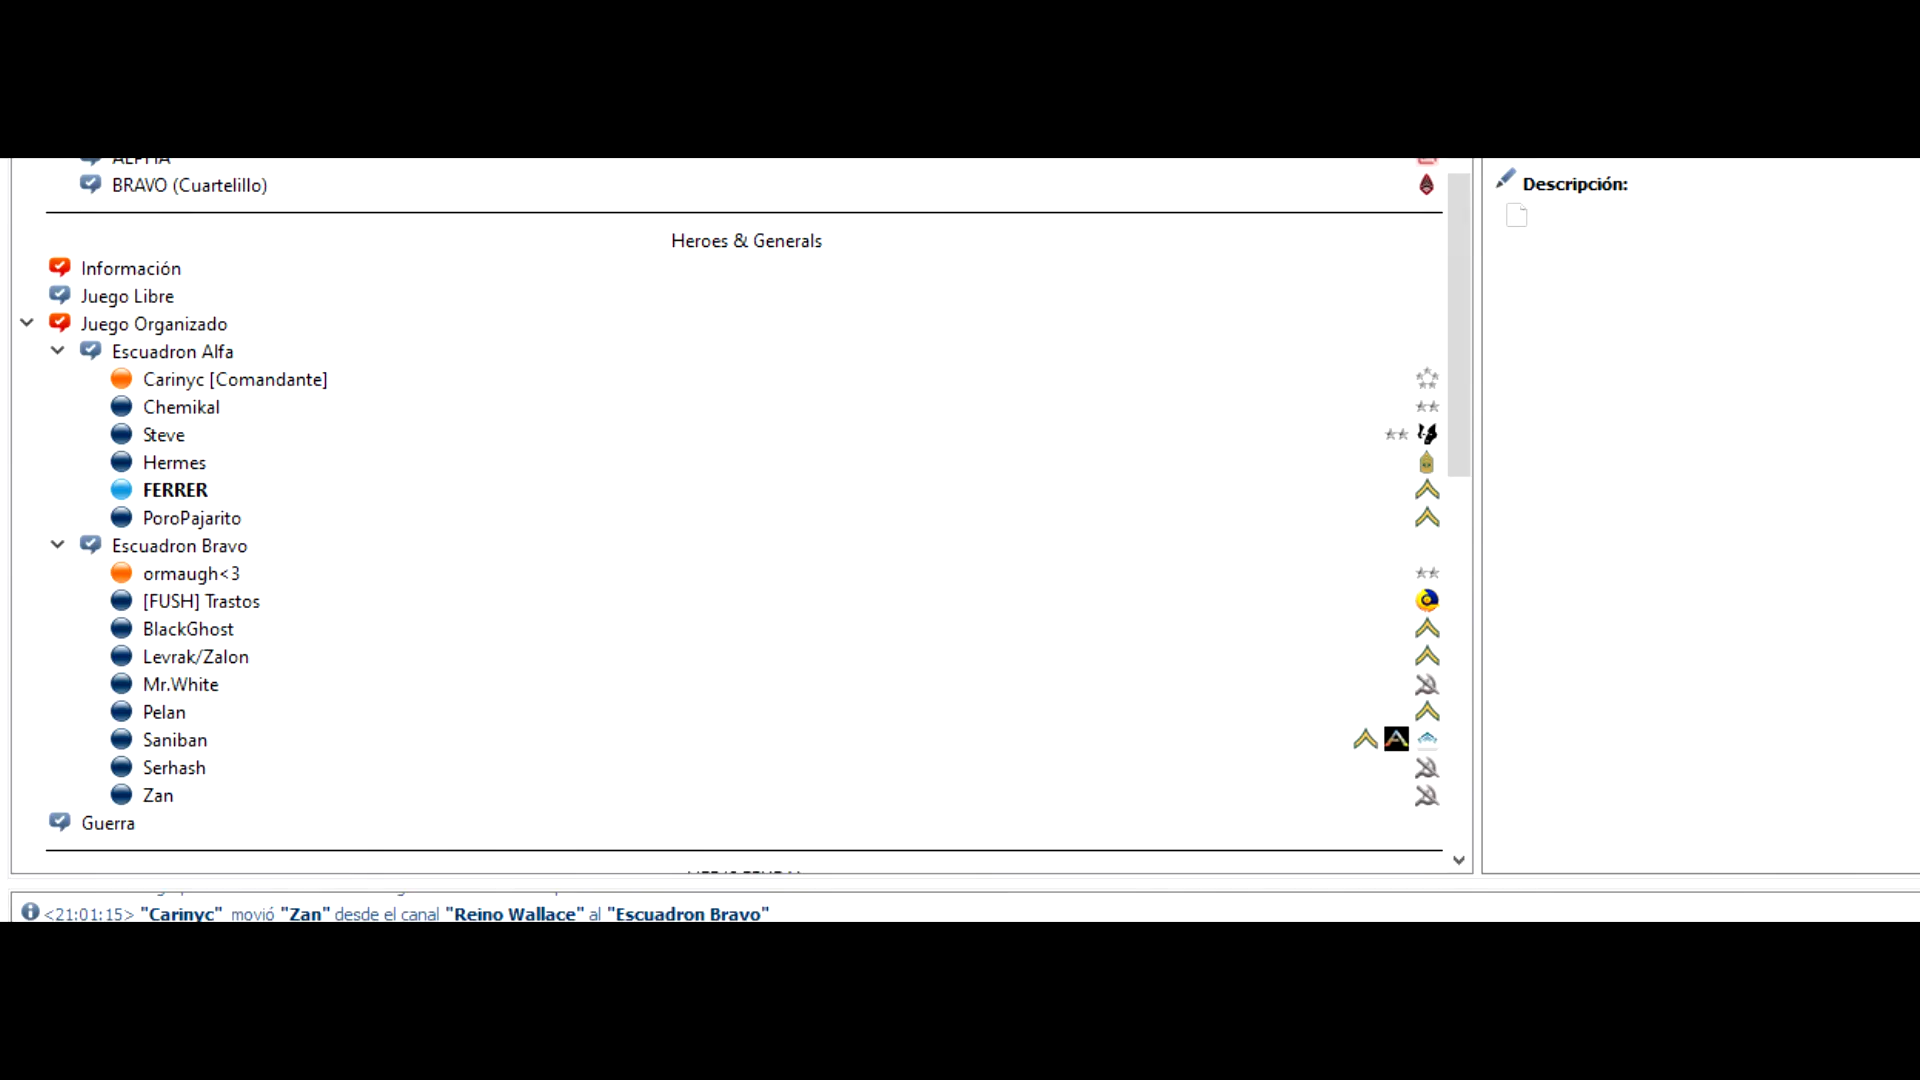 ALPHA
BRAVO (Cuartelillo)
Descripción:
Heroes & Generals
Información
Juego Libre
Juego Organizado
Escuadron Alfa
Carinyc [Comandante]
Chemikal
Steve
Hermes
FERRER
PoroPajarito
Escuadron Bravo
ormaugh<3
[FUSH] Trastos
BlackGhost
Levrak/Zalon
Mr.White
Pelan
Saniban
Serhash
Zan
Guerra
<21:01:15> "Carinyc" movió "Zan" desde el canal "Reino Wallace" al "Escuadron Bravo"